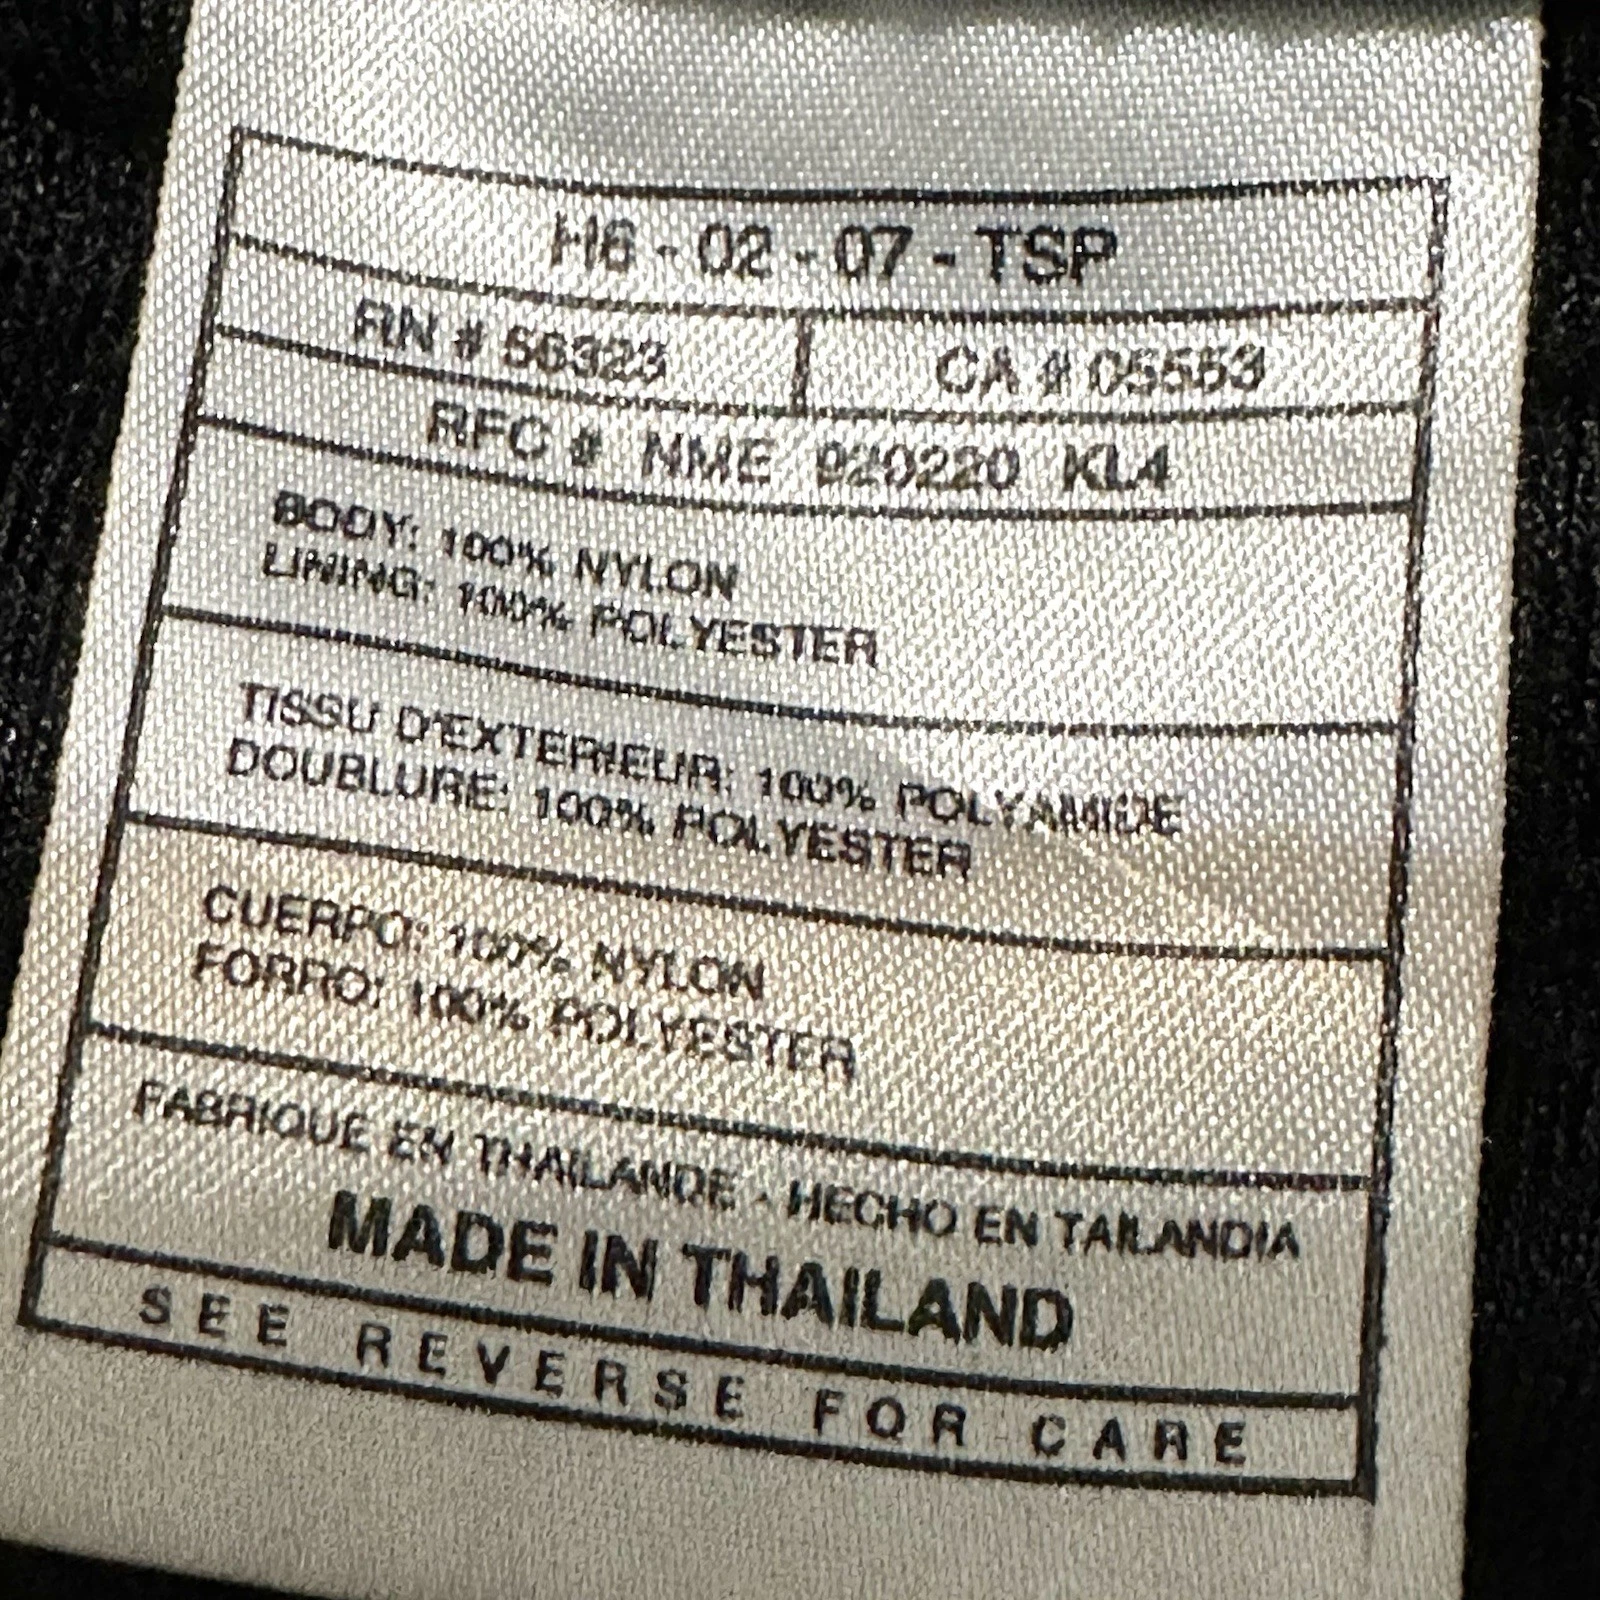 H6 - 02 - 07 - TSP
RN # 56323
CA # 05553
RFC # NME 920220 KL4
BODY: 100% NYLON
LINING: 100% POLYESTER
TISSU D'EXTERIEUR: 100% POLYAMIDE
DOUBLURE: 100% POLYESTER
CUERPO: 100% NYLON
FORRO: 100% POLYESTER
FABRIQUE EN THAILANDE - HECHO EN TAILANDIA
MADE IN THAILAND
SEE REVERSE FOR CARE